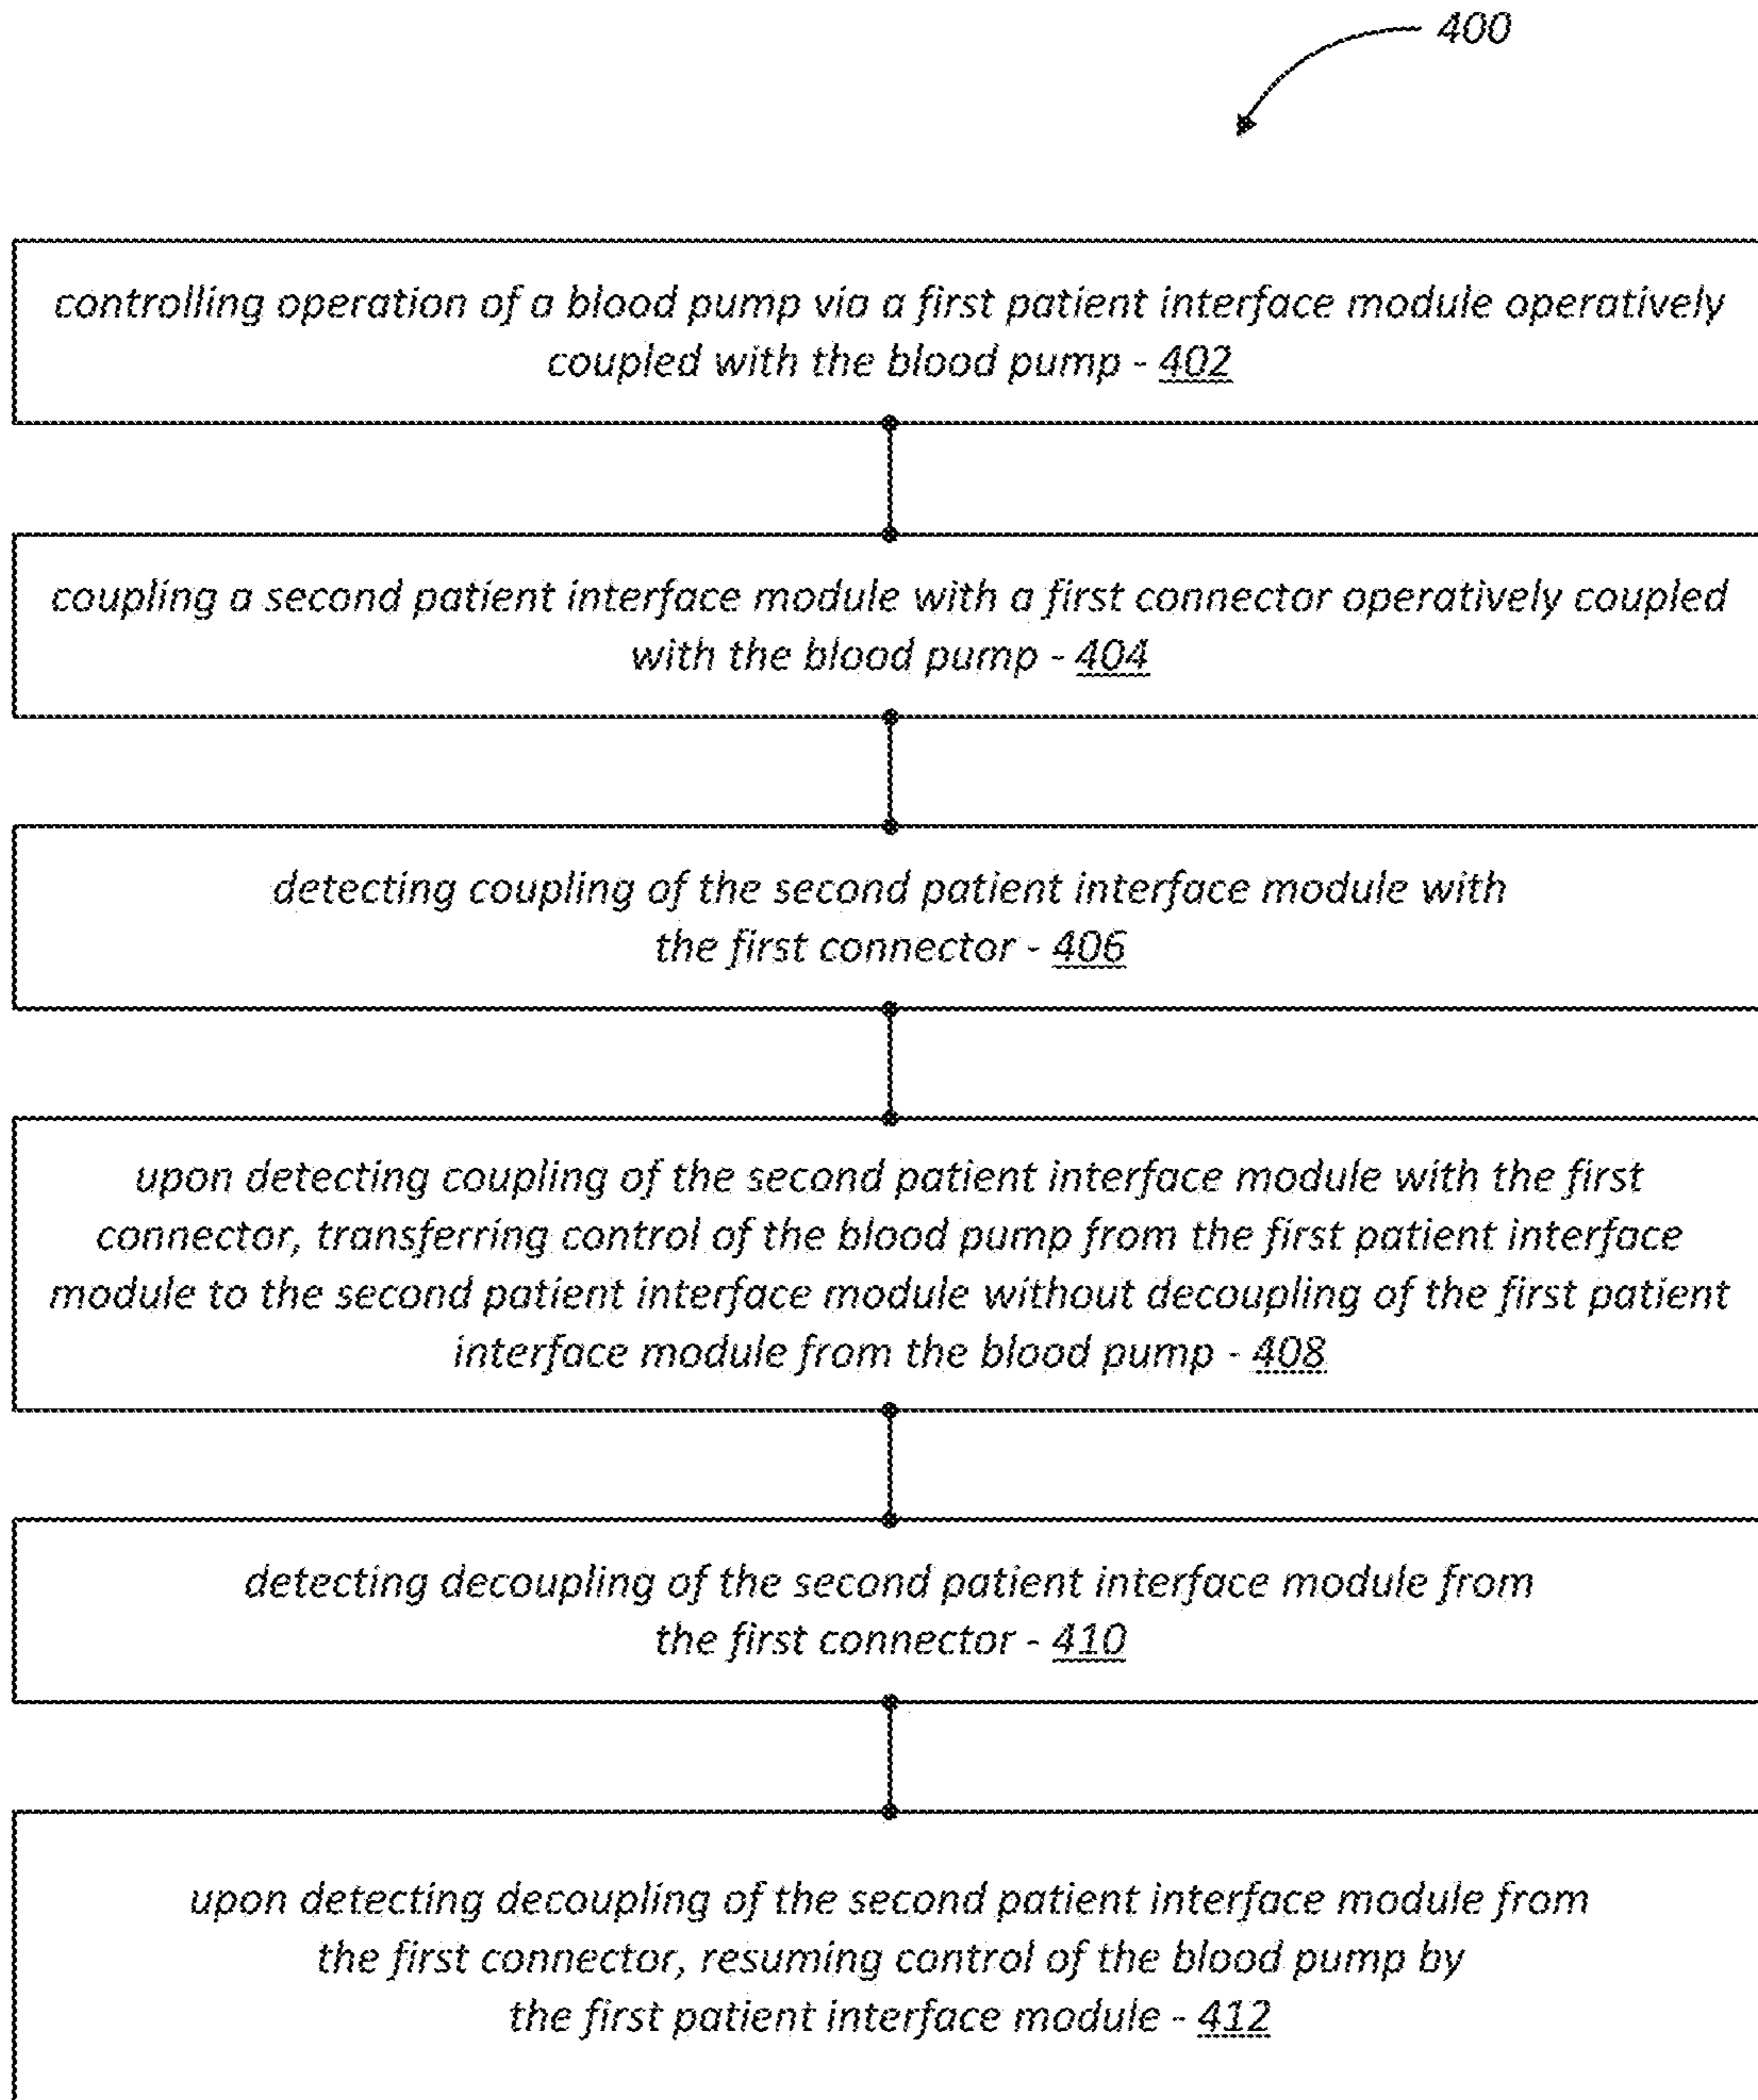 400
controlling operation of a blood pump via a first patient interface module operatively
coupled with the blood pump - 402
coupling a second patient interface module with a first connector operatively coupled
with the blood pump - 404
detecting coupling of the second patient interface module with
the first connector - 406
upon detecting coupling of the second patient interface module with the first
connector, transferring control of the blood pump from the first patient interface
module to the second patient interface module without decoupling of the first patient
interface module from the blood pump - 408
detecting decoupling of the second patient interface module from
the first connector - 410
upon detecting decoupling of the second patient interface module from
the first connector, resuming control of the blood pump by
the first patient interface module - 412